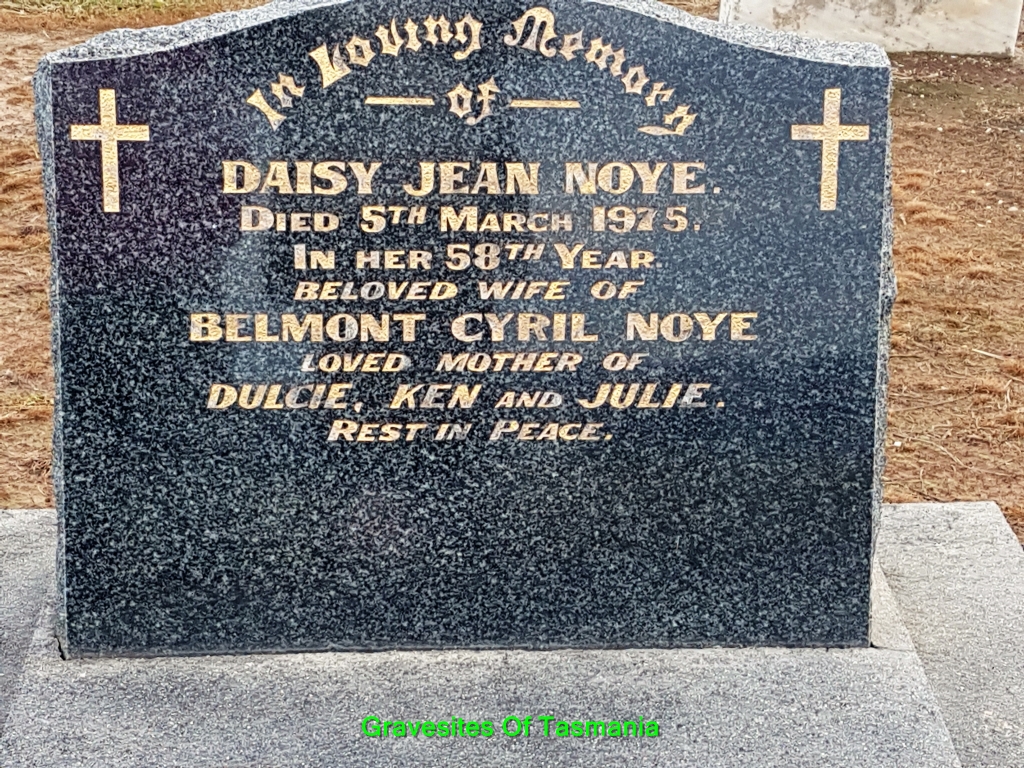 In Loving Memory
of
DAISY JEAN NOYE.
DIED 5TH MARCH 1975.
IN HER 58TH YEAR.
BELOVED WIFE OF
BELMONT CYRIL NOYE
LOVED MOTHER OF
DULCIE, KEN AND JULIE.
REST IN PEACE.
Gravesites Of Tasmania